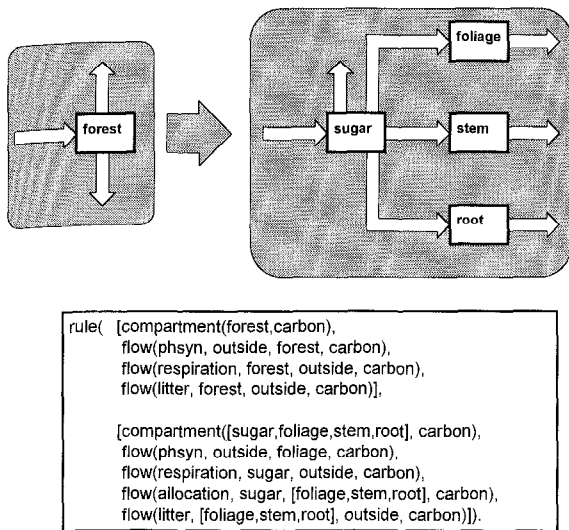 forest
sugar
foliage
stem
root
rule( [compartment(forest,carbon),
flow(phsyn, outside, forest, carbon),
flow(respiration, forest, outside, carbon),
flow(litter, forest, outside, carbon)],
[compartment([sugar,foliage,stem,root], carbon),
flow(phsyn, outside, foliage, carbon),
flow(respiration, sugar, outside, carbon),
flow(allocation, sugar, [foliage,stem,root], carbon),
flow(litter, [foliage,stem,root], outside, carbon)]).